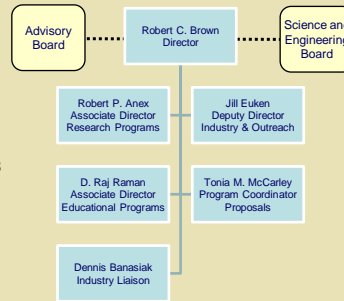 Advisory
Board
Robert C. Brown
Director
Science and
Engineering
Board
Robert P. Anex
Associate Director
Research Programs
Jill Euken
Deputy Director
Industry & Outreach
D. Raj Raman
Associate Director
Educational Programs
Tonia M. McCarley
Program Coordinator
Proposals
Dennis Banasiak
Industry Liaison